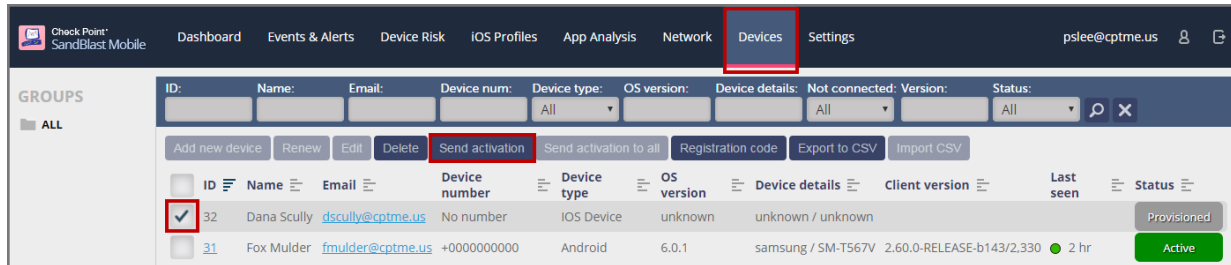 Check Point
SandBlast Mobile
Dashboard Events & Alerts Device Risk iOS Profiles App Analysis Network Devices Settings pslee@cptme.us
GROUPS
ALL
ID: Name: Email: Device num: Device type: OS version: Device details: Not connected: Version: Status:
All All All
Add new device Renew Edit Delete Send activation Send activation to all Registration code Export to CSV Import CSV
ID Name Email Device number Device type OS version Device details Client version Last seen Status
32 Dana Scully dscully@cptme.us No number IOS Device unknown unknown / unknown Provisioned
31 Fox Mulder fmulder@cptme.us +0000000000 Android 6.0.1 samsung / SM-T567V 2.60.0-RELEASE-b143/2,330 2 hr Active